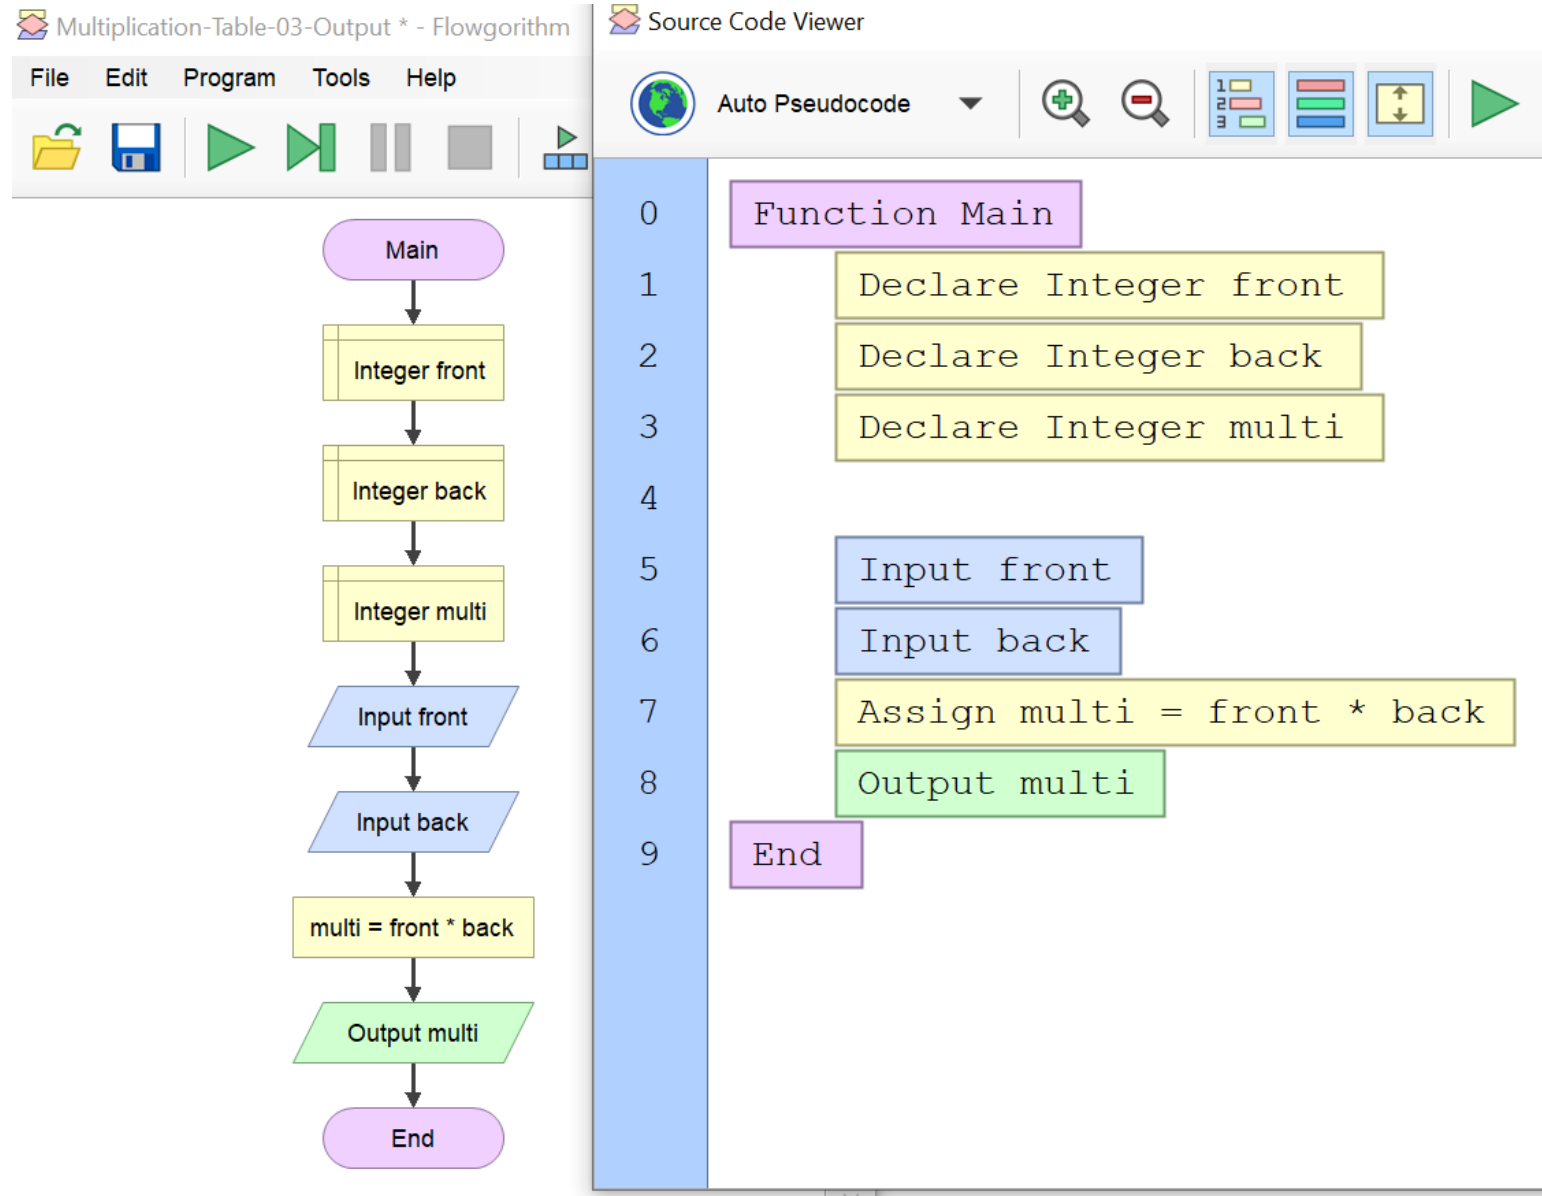 Multiplication-Table-03-Output * - Flowgorithm
File Edit Program Tools Help
Main
Integer front
Integer back
Integer multi
Input front
Input back
multi = front * back
Output multi
End
Source Code Viewer
Auto Pseudocode
0 Function Main
1 Declare Integer front
2 Declare Integer back
3 Declare Integer multi
4
5 Input front
6 Input back
7 Assign multi = front * back
8 Output multi
9 End